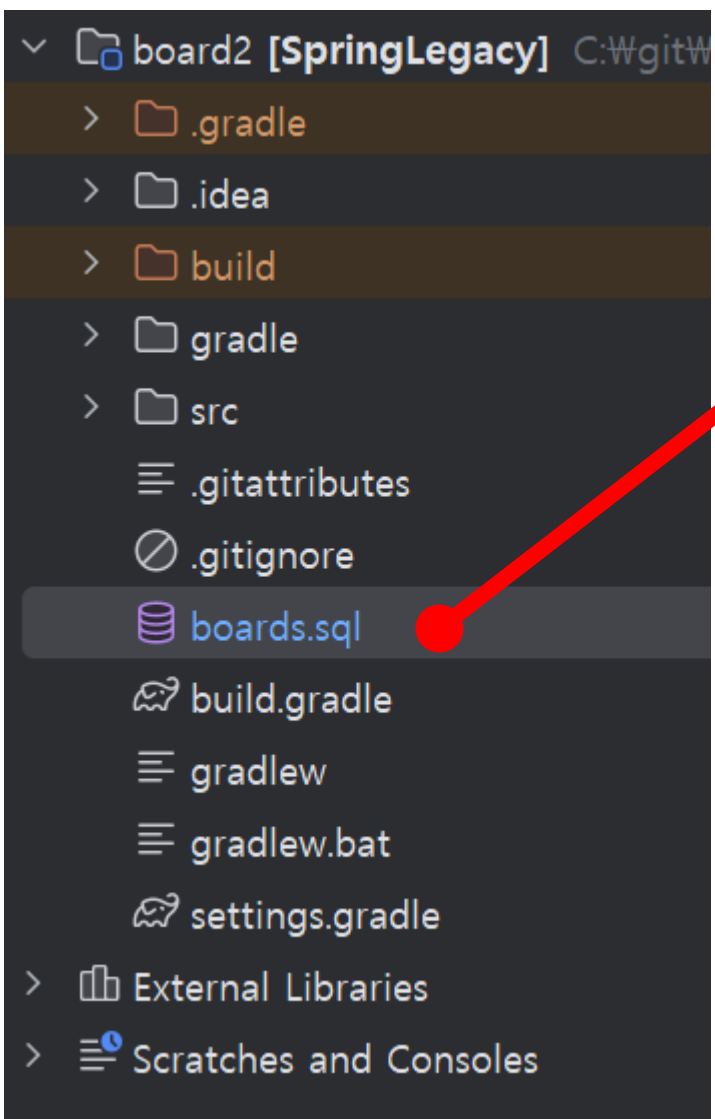 board2 [SpringLegacy] C:₩git₩
.gradle
.idea
build
gradle
src
.gitattributes
.gitignore
boards.sql
build.gradle
gradlew
gradlew.bat
settings.gradle
External Libraries
Scratches and Consoles